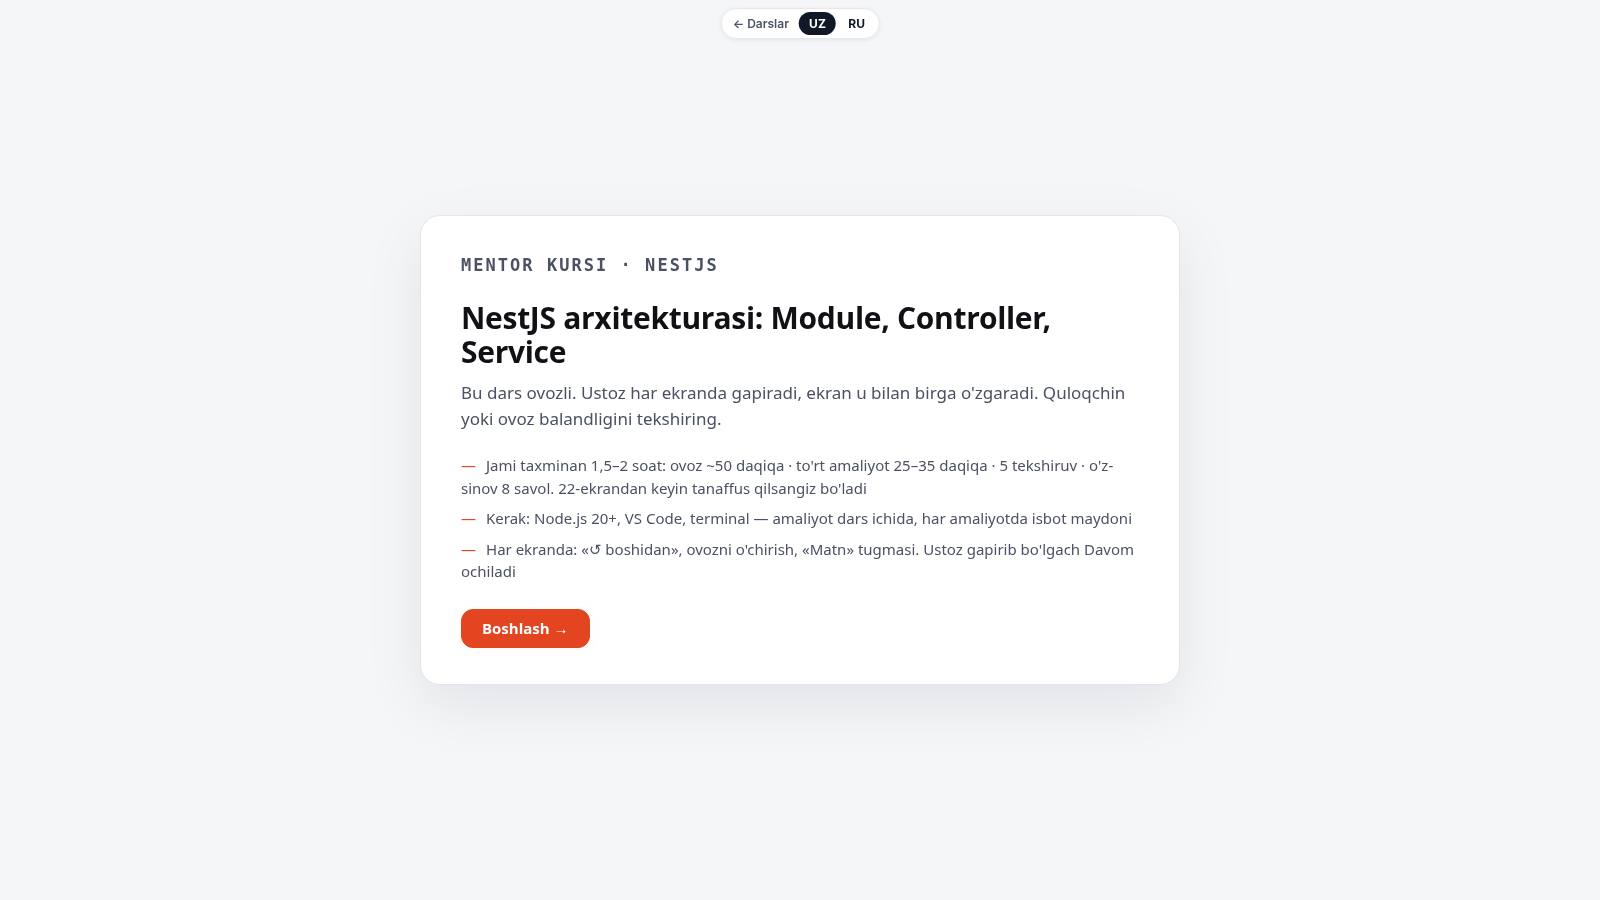 ← Darslar UZ RU
MENTOR KURSI · NESTJS
NestJS arxitekturasi: Module, Controller,
Service
Bu dars ovozli. Ustoz har ekranda gapiradi, ekran u bilan birga o'zgaradi. Quloqchin
yoki ovoz balandligini tekshiring.
— Jami taxminan 1,5–2 soat: ovoz ~50 daqiqa · to'rt amaliyot 25–35 daqiqa · 5 tekshiruv · o'z-
sinov 8 savol. 22-ekrandan keyin tanaffus qilsangiz bo'ladi
— Kerak: Node.js 20+, VS Code, terminal — amaliyot dars ichida, har amaliyotda isbot maydoni
— Har ekranda: «↺ boshidan», ovozni o'chirish, «Matn» tugmasi. Ustoz gapirib bo'lgach Davom
ochiladi
Boshlash →